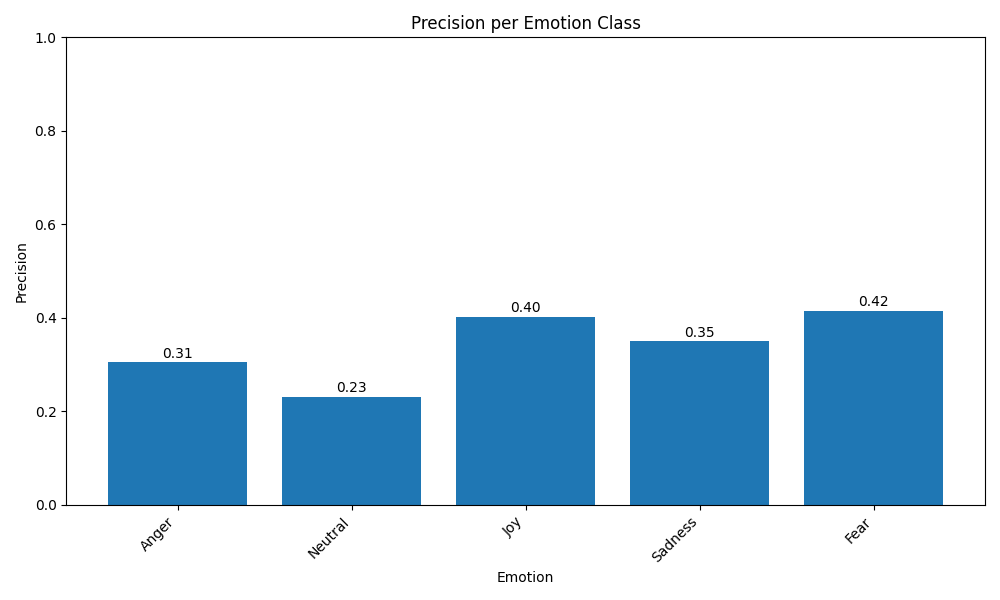 Precision per Emotion Class
Precision
1.0
0.8
0.6
0.4
0.2
0.0
0.31
0.23
0.40
0.35
0.42
Anger
Neutral
Joy
Sadness
Fear
Emotion